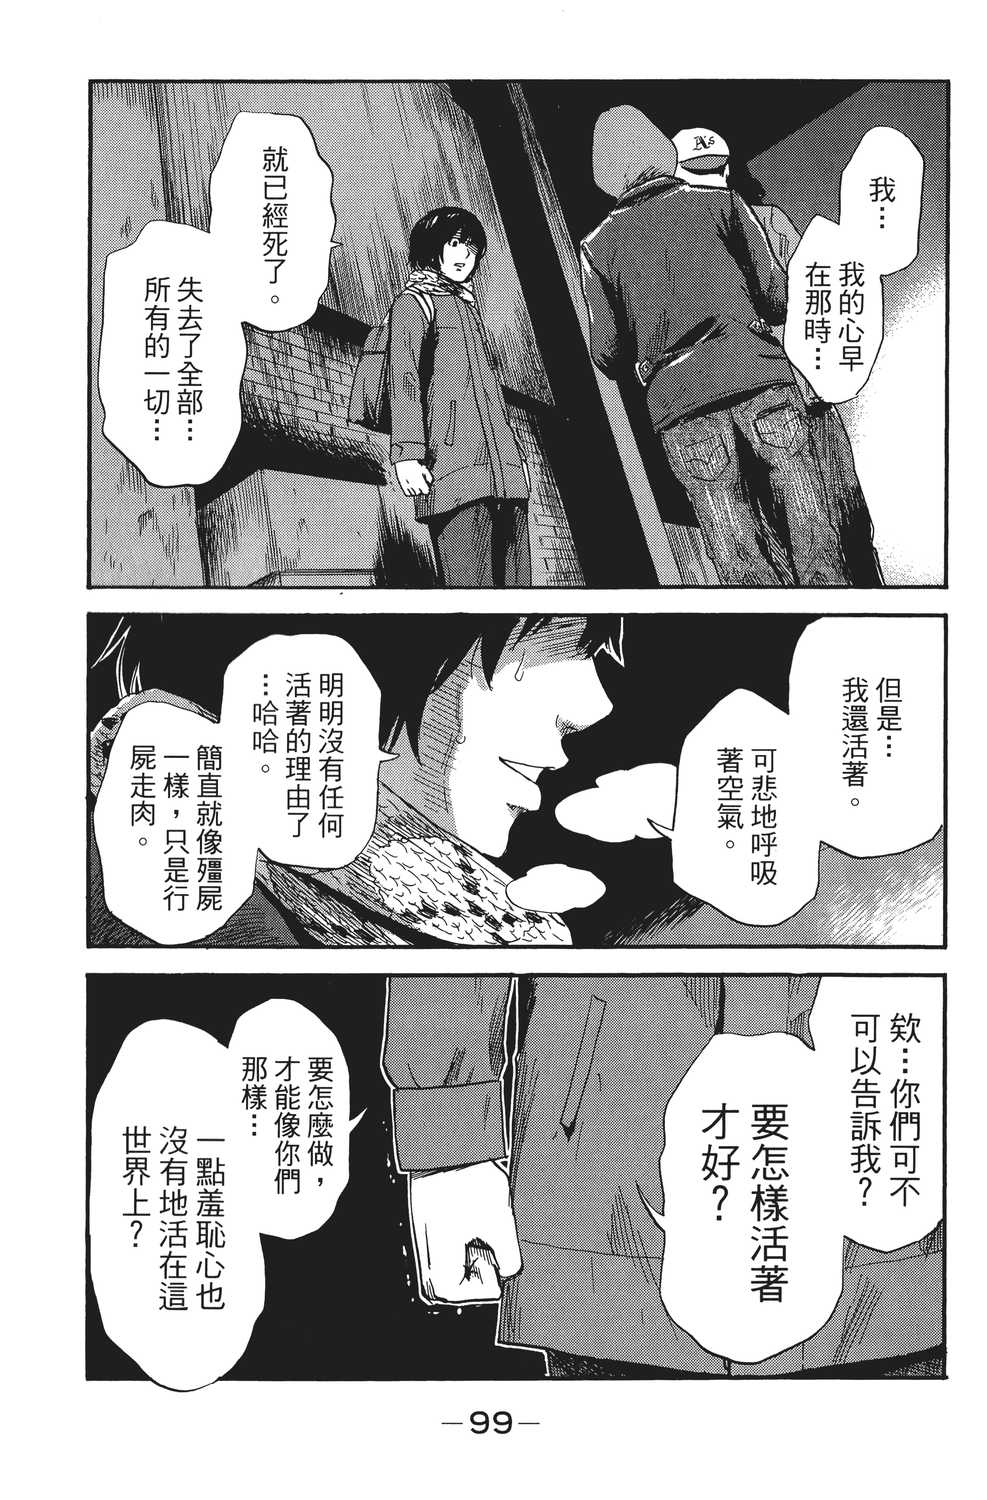 我…
我的心早
在那時…
A's
就已經死了。
失去了全部…
所有的一切…
但是…
我還活著。
可悲地呼吸
著空氣。
明明沒有任何
活著的理由了
…哈哈。
簡直就像殭屍
一樣，只是行
屍走肉。
欸…你們可不
可以告訴我？
要怎樣活著
才好？
要怎麼做，
才能像你們
那樣…
一點羞恥心也
沒有地活在這
世界上？
—99—